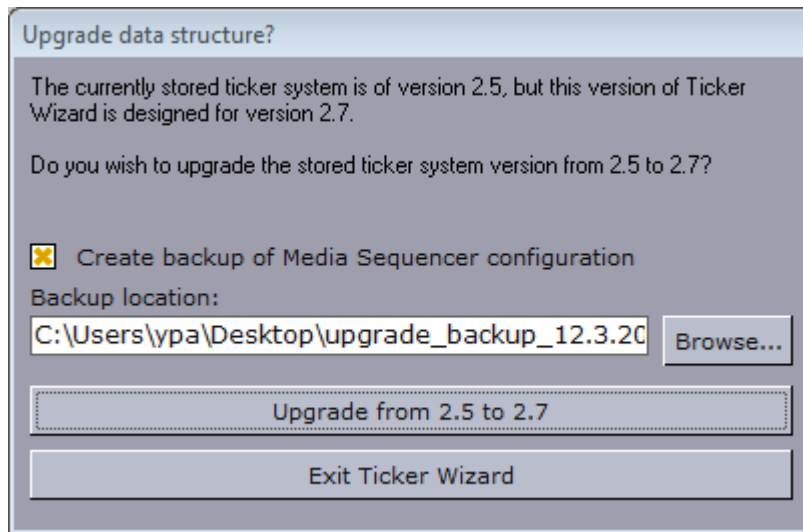 Upgrade data structure?
The currently stored ticker system is of version 2.5, but this version of Ticker
Wizard is designed for version 2.7.
Do you wish to upgrade the stored ticker system version from 2.5 to 2.7?
Create backup of Media Sequencer configuration
Backup location:
C:\Users\ypa\Desktop\upgrade_backup_12.3.20
Browse...
Upgrade from 2.5 to 2.7
Exit Ticker Wizard